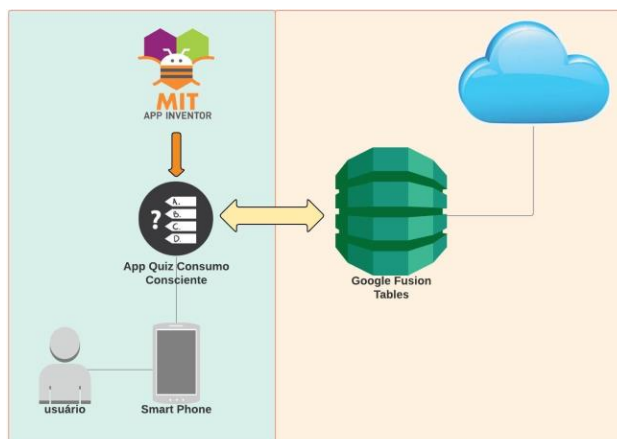 MIT
APP INVENTOR
?
A.
B.
C.
D.
App Quiz Consumo
Consciente
Google Fusion
Tables
usuário
Smart Phone